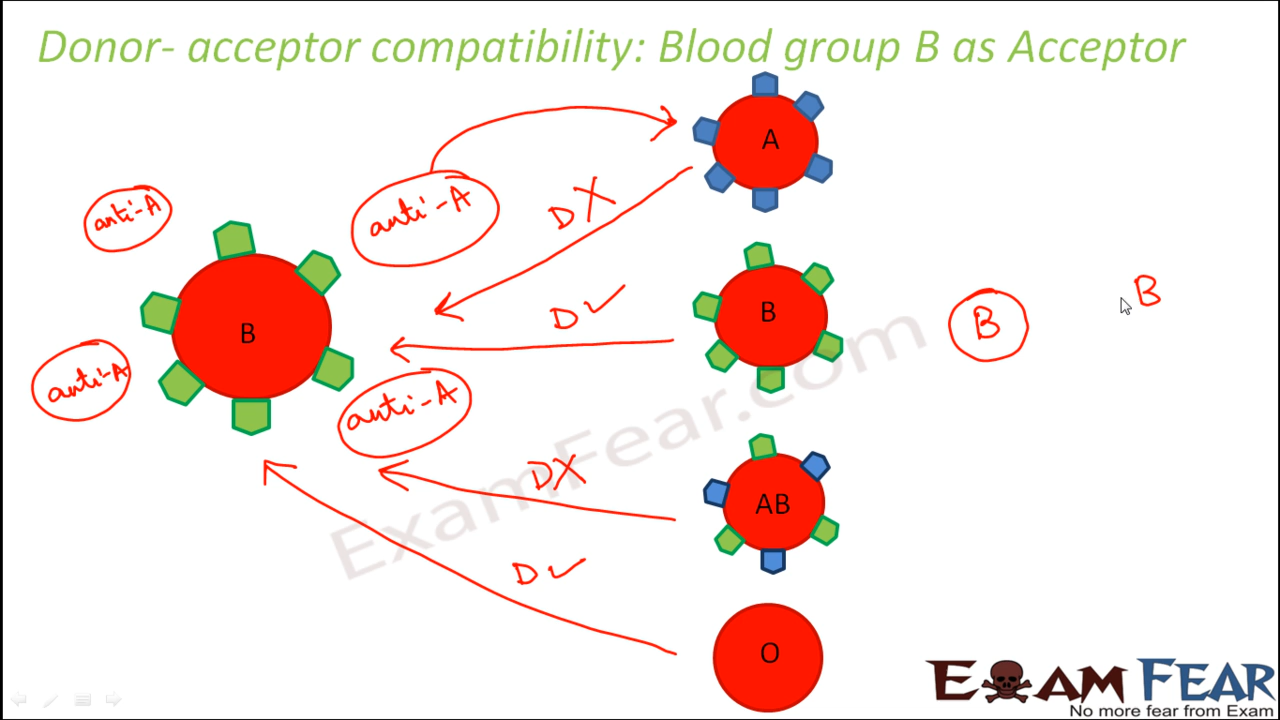 Donor- acceptor compatibility: Blood group B as Acceptor
A
anti-A
anti-A
DX
B
B
D✓
B
B
anti-A
anti-A
DX
AB
D✓
O
ExamFear.com
EXAMFEAR
No more fear from Exam